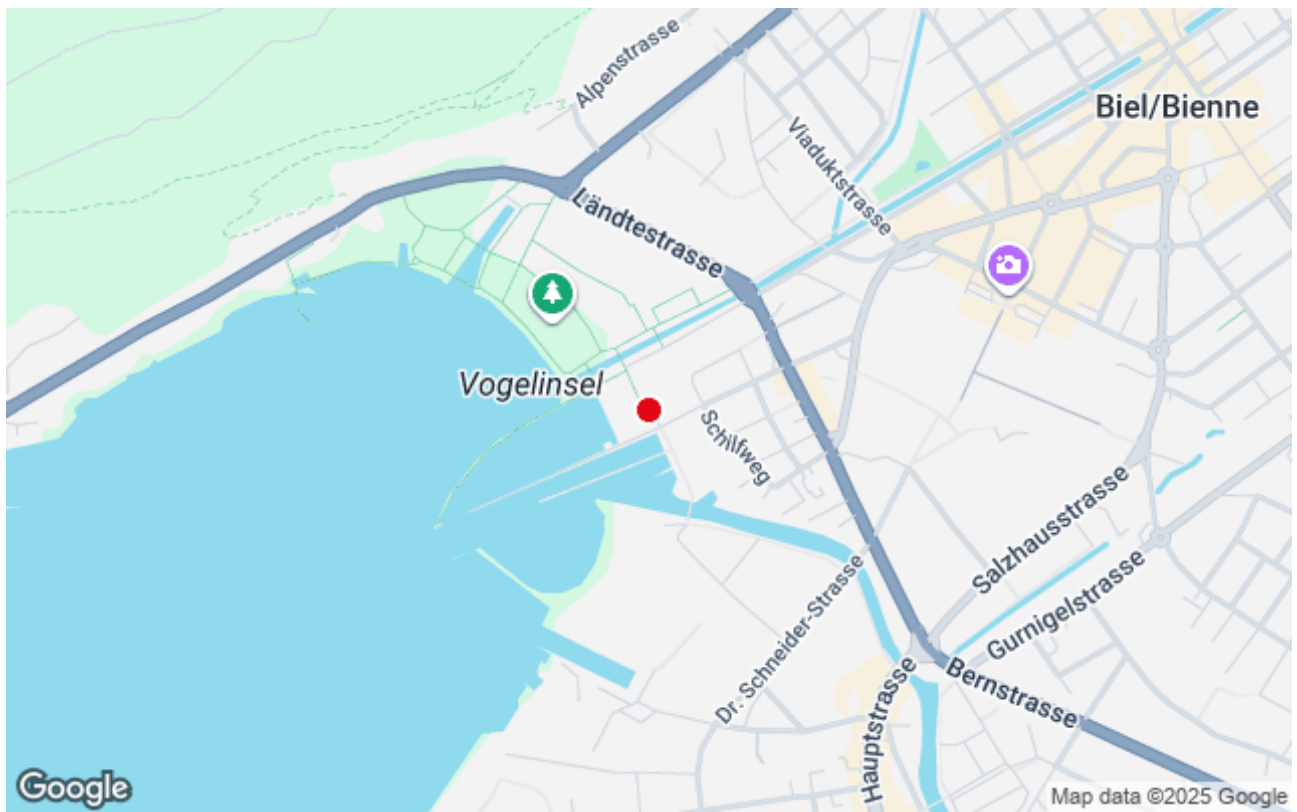 Alpenstrasse
Biel/Bienne
Viaduktstrasse
Ländtestrasse
Vogelinsel
Schilfweg
Salzhausstrasse
Gurnigelstrasse
Dr. Schneider-Strasse
Hauptstrasse
Bernstrasse
Google
Map data ©2025 Google